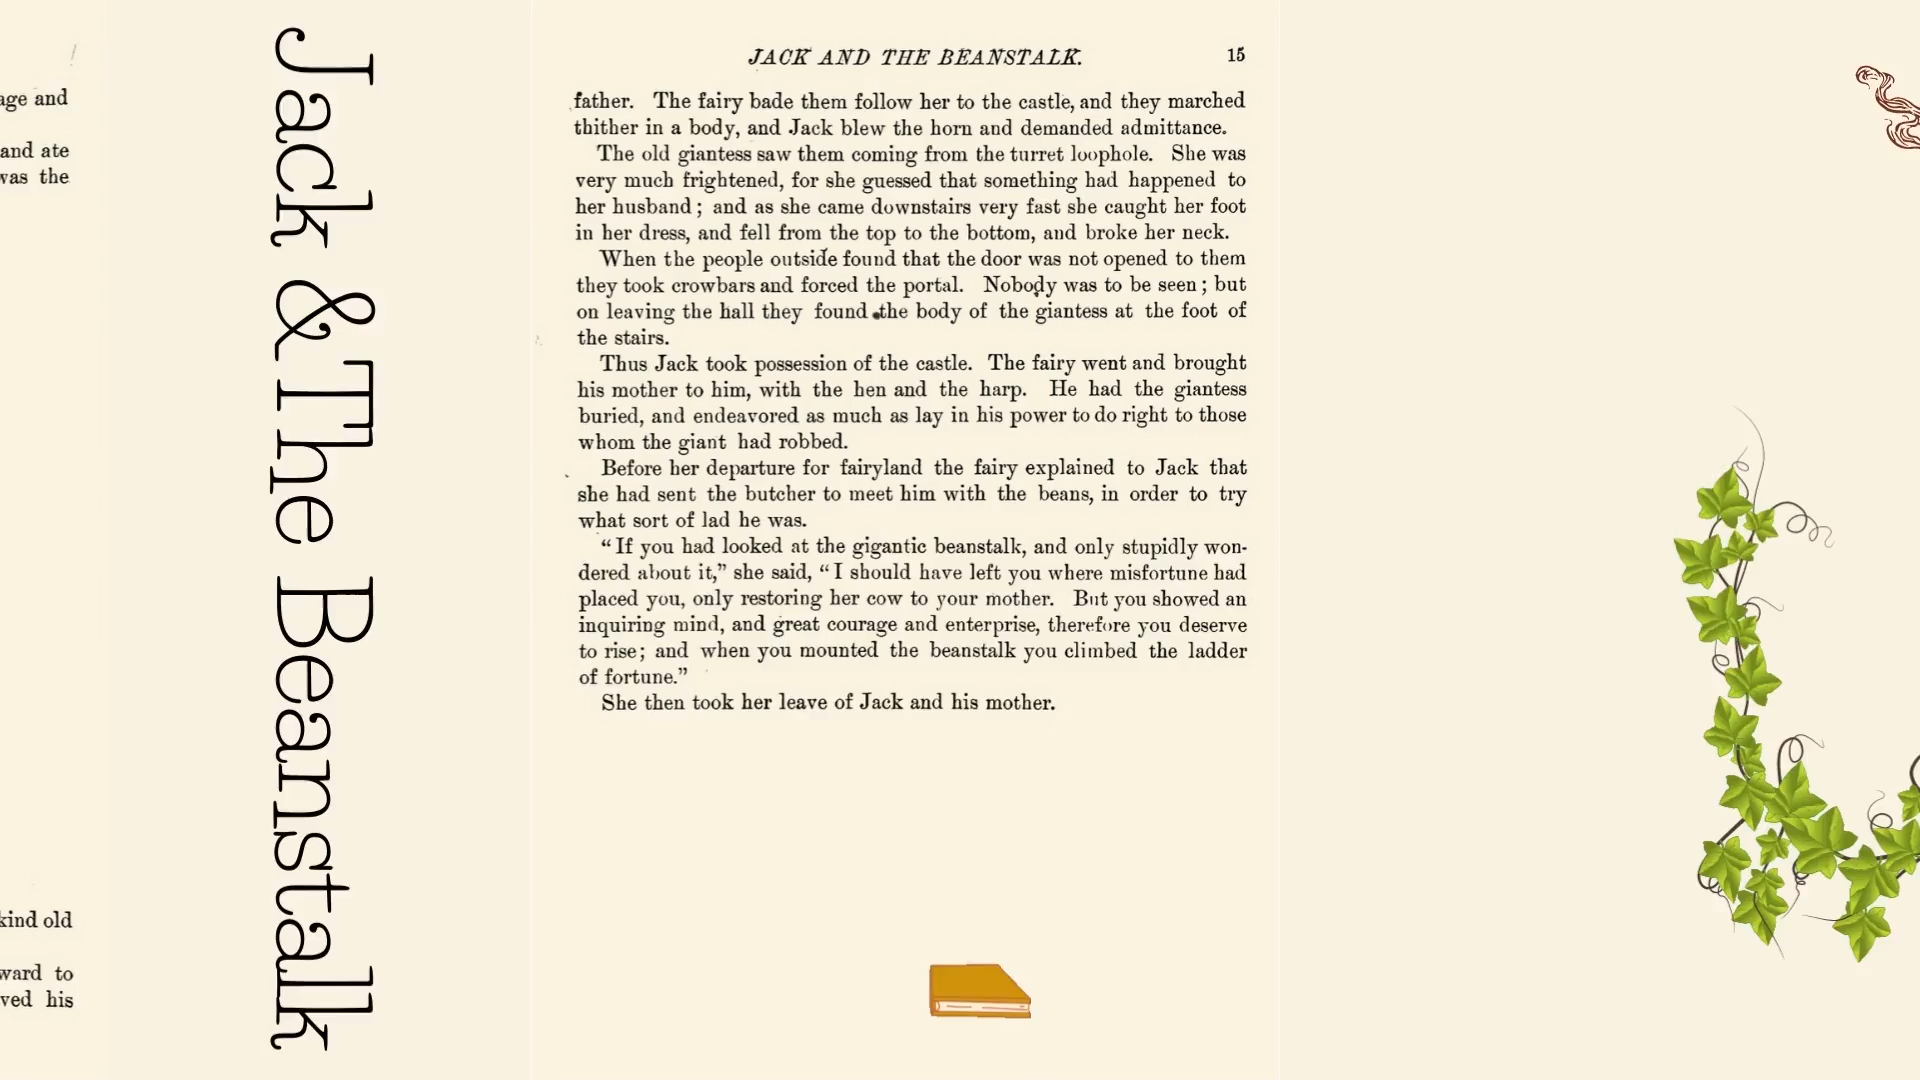 age and
and ate
was the
kind old
ward to
ved his
Jack & The Beanstalk
JACK AND THE BEANSTALK. 15
father. The fairy bade them follow her to the castle, and they marched
thither in a body, and Jack blew the horn and demanded admittance.
The old giantess saw them coming from the turret loophole. She was
very much frightened, for she guessed that something had happened to
her husband; and as she came downstairs very fast she caught her foot
in her dress, and fell from the top to the bottom, and broke her neck.
When the people outside found that the door was not opened to them
they took crowbars and forced the portal. Nobody was to be seen; but
on leaving the hall they found the body of the giantess at the foot of
the stairs.
Thus Jack took possession of the castle. The fairy went and brought
his mother to him, with the hen and the harp. He had the giantess
buried, and endeavored as much as lay in his power to do right to those
whom the giant had robbed.
Before her departure for fairyland the fairy explained to Jack that
she had sent the butcher to meet him with the beans, in order to try
what sort of lad he was.
“If you had looked at the gigantic beanstalk, and only stupidly won-
dered about it,” she said, “I should have left you where misfortune had
placed you, only restoring her cow to your mother. But you showed an
inquiring mind, and great courage and enterprise, therefore you deserve
to rise; and when you mounted the beanstalk you climbed the ladder
of fortune.”
She then took her leave of Jack and his mother.